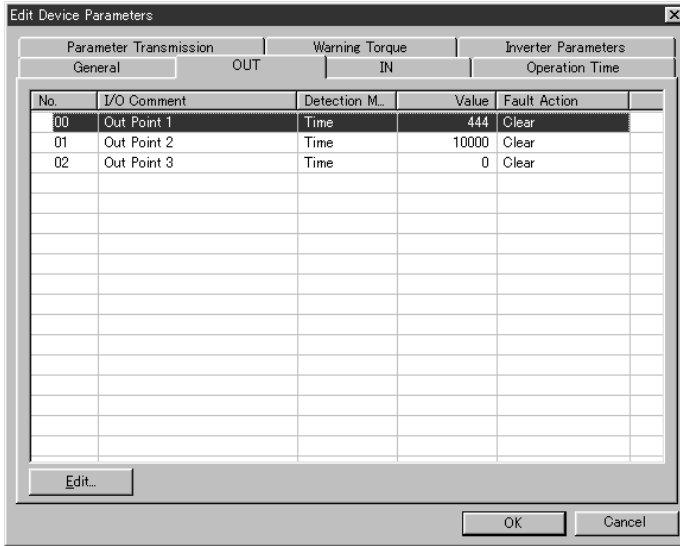 Edit Device Parameters
Parameter Transmission Warning Torque Inverter Parameters
General OUT IN Operation Time
No. I/O Comment Detection M... Value Fault Action
00 Out Point 1 Time 444 Clear
01 Out Point 2 Time 10000 Clear
02 Out Point 3 Time 0 Clear
Edit...
OK Cancel